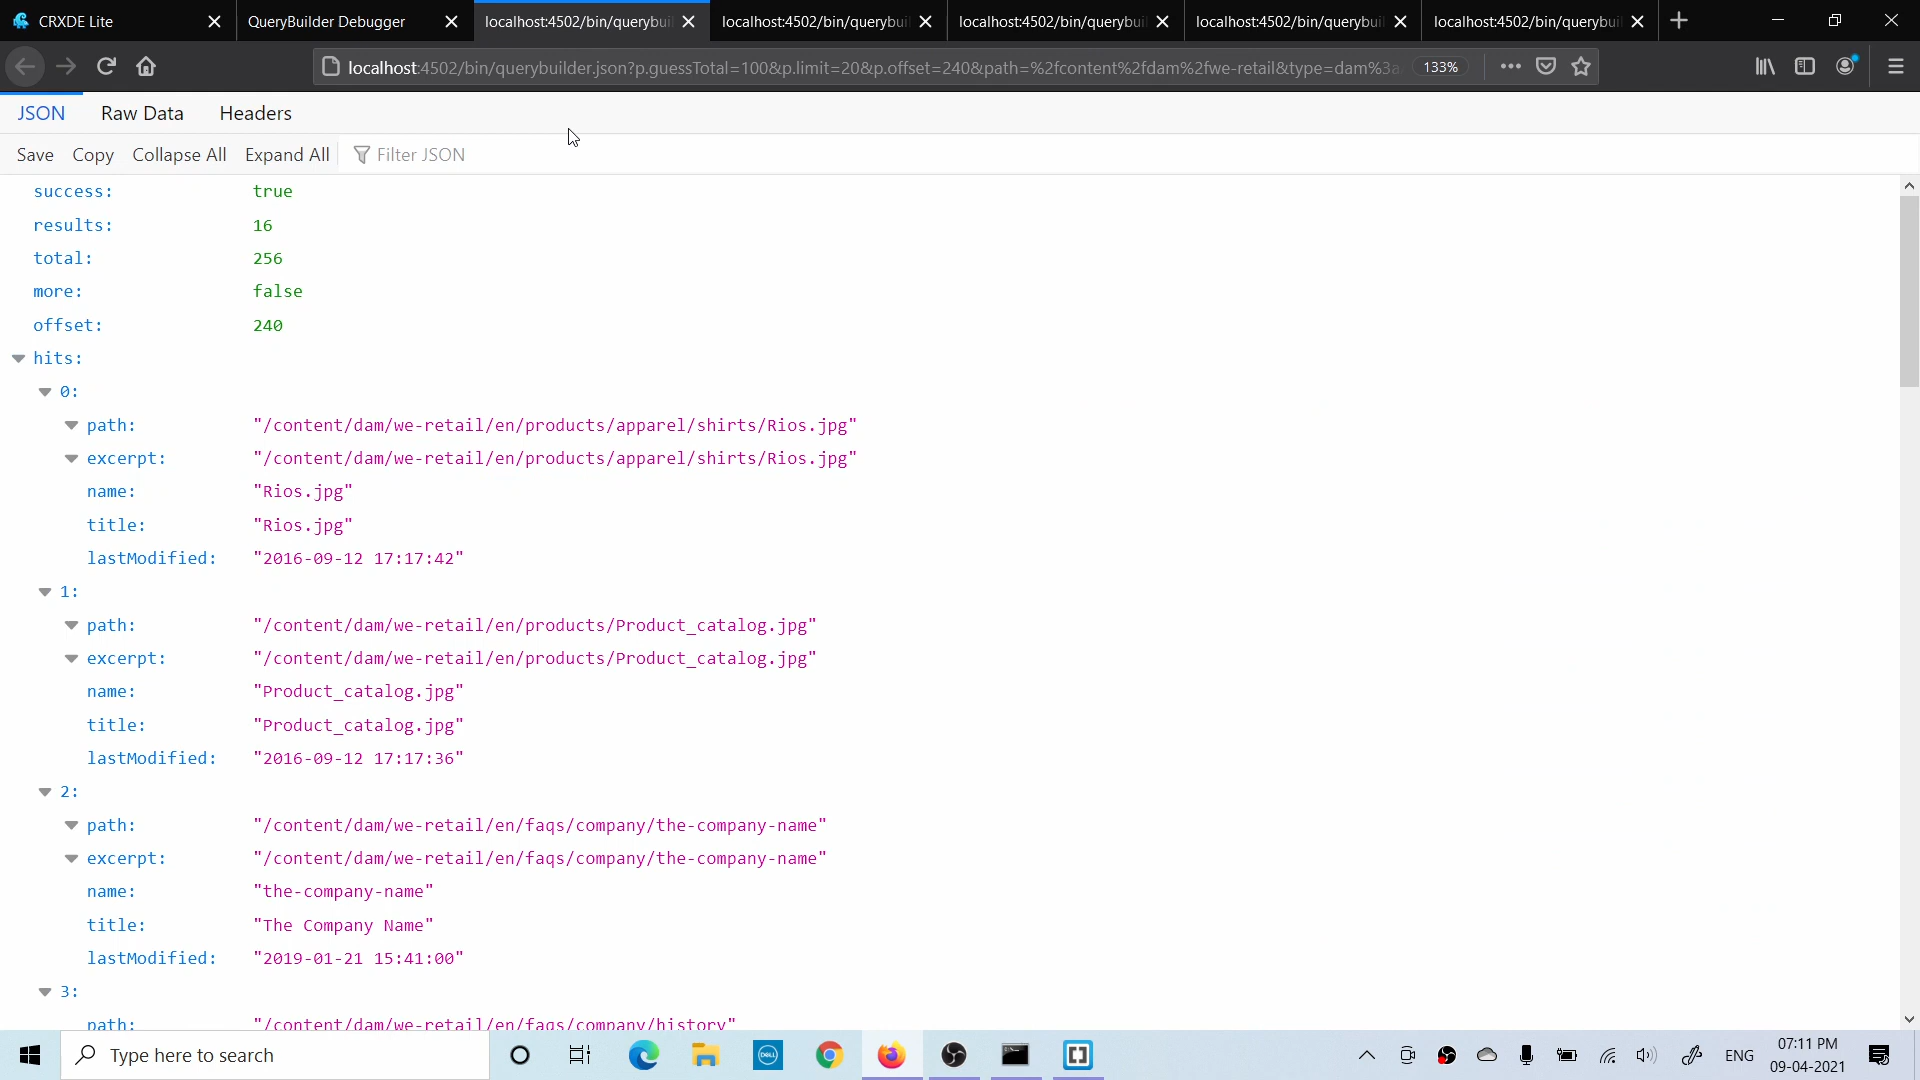 CRXDE Lite
QueryBuilder Debugger
localhost:4502/bin/querybuil
localhost:4502/bin/querybuil
localhost:4502/bin/querybuil
localhost:4502/bin/querybuil
localhost:4502/bin/querybuil
localhost:4502/bin/querybuilder.json?p.guessTotal=100&p.limit=20&p.offset=240&path=%2fcontent%2fdam%2fwe-retail&type=dam%3a
133%
JSON Raw Data Headers
Save Copy Collapse All Expand All Filter JSON
success: true
results: 16
total: 256
more: false
offset: 240
hits:
0:
path: "/content/dam/we-retail/en/products/apparel/shirts/Rios.jpg"
excerpt: "/content/dam/we-retail/en/products/apparel/shirts/Rios.jpg"
name: "Rios.jpg"
title: "Rios.jpg"
lastModified: "2016-09-12 17:17:42"
1:
path: "/content/dam/we-retail/en/products/Product_catalog.jpg"
excerpt: "/content/dam/we-retail/en/products/Product_catalog.jpg"
name: "Product_catalog.jpg"
title: "Product_catalog.jpg"
lastModified: "2016-09-12 17:17:36"
2:
path: "/content/dam/we-retail/en/faqs/company/the-company-name"
excerpt: "/content/dam/we-retail/en/faqs/company/the-company-name"
name: "the-company-name"
title: "The Company Name"
lastModified: "2019-01-21 15:41:00"
3:
path: "/content/dam/we-retail/en/faqs/company/history"
Type here to search
DELL
ENG
07:11 PM
09-04-2021